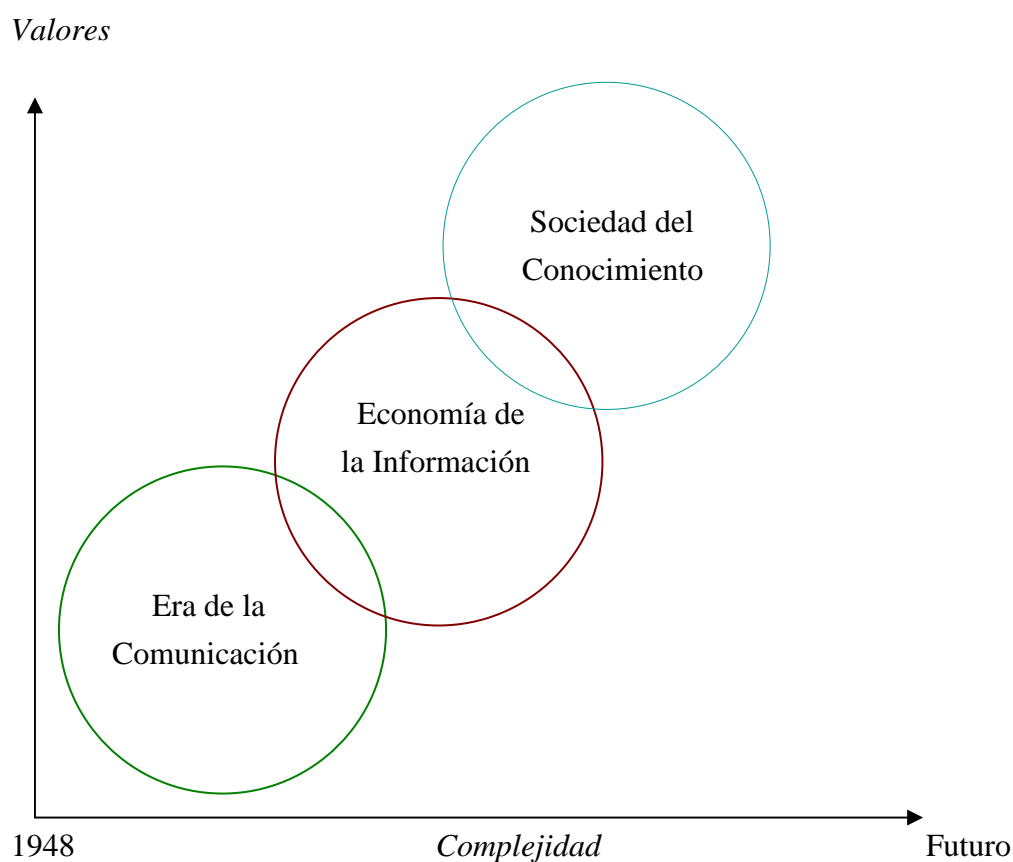 Valores
Sociedad del
Conocimiento
Economía de
la Información
Era de la
Comunicación
1948 Complejidad Futuro